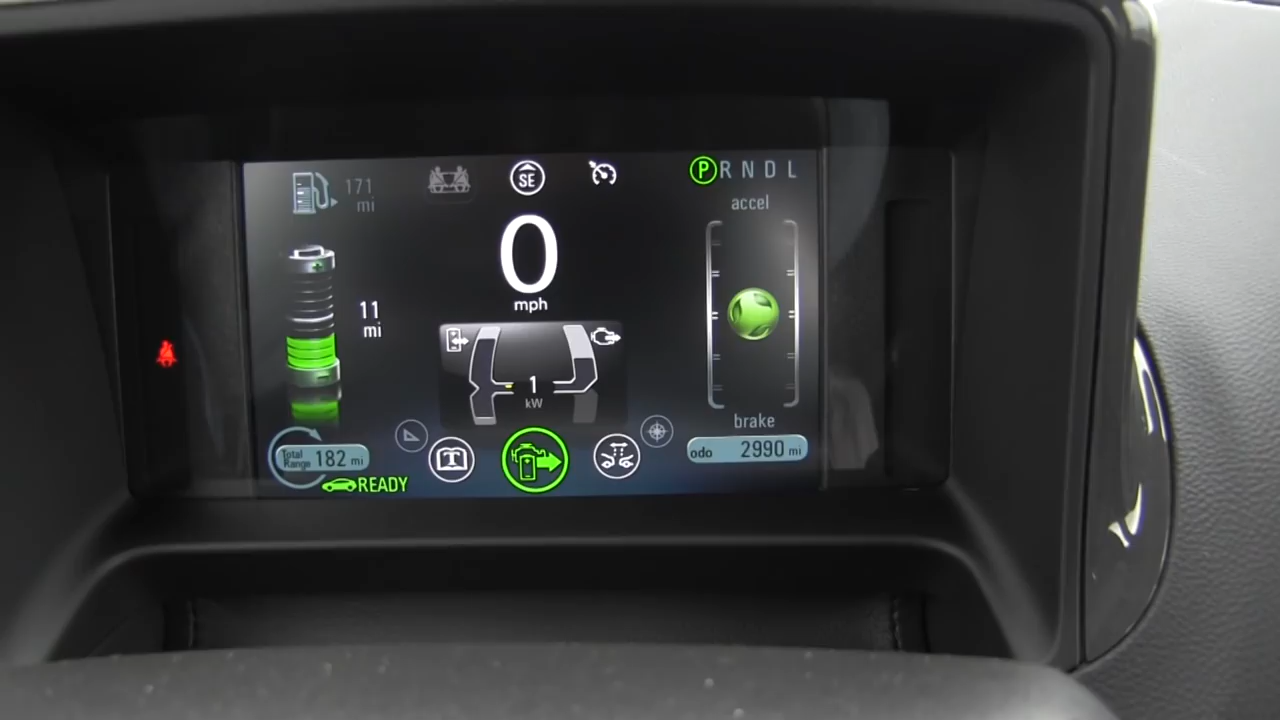 171
mi
SE
P R N D L
accel
0
mph
11
mi
1
kW
brake
Total
Range 182 mi
odo 2990 mi
READY